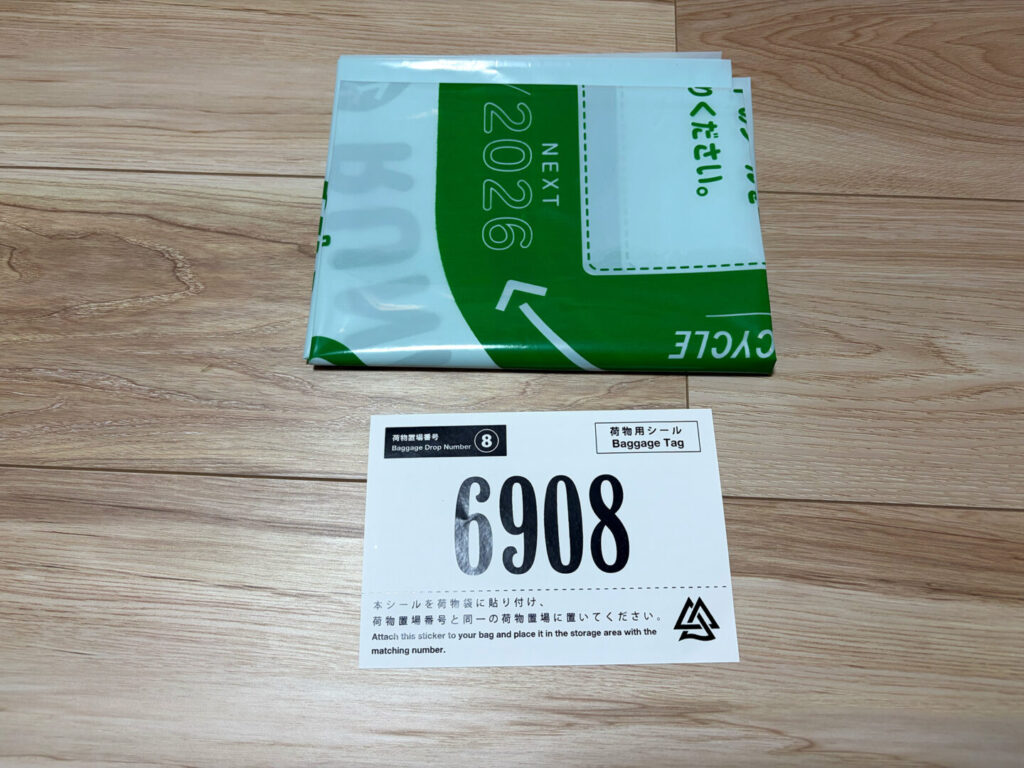 /2026
NEXT
りください。
CYCLE
荷物置場番号
Baggage Drop Number 8
荷物用シール
Baggage Tag
6908
本シールを荷物袋に貼り付け、
荷物置場番号と同一の荷物置場に置いてください。
Attach this sticker to your bag and place it in the storage area with the
matching number.